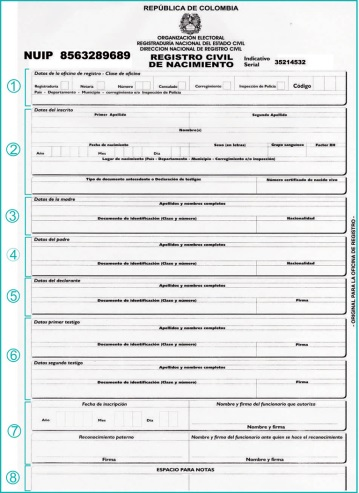 REPÚBLICA DE COLOMBIA
ORGANIZACIÓN ELECTORAL
REGISTRADURÍA NACIONAL DEL ESTADO CIVIL
DIRECCION NACIONAL DE REGISTRO CIVIL
NUIP 8563289689
REGISTRO CIVIL DE NACIMIENTO
Indicativo Serial 35214532
1
Datos de la oficina de registro - Clase de oficina
Registraduría Notaría Número Consulado Corregimiento Inspección de Policía Código
País - Departamento - Municipio - corregimiento e/o Inspección de Policía
2
Datos del inscrito
Primer Apellido Segundo Apellido
Nombre(s)
Fecha de nacimiento Sexo (en letras) Grupo sanguíneo Factor RH
Año Mes Día
Lugar de nacimiento (País - Departamento - Municipio - Corregimiento e/o inspección)
Tipo de documento antecedente o Declaración de testigos Número certificado de nacido vivo
3
Datos de la madre
Apellidos y nombres completos
Documento de identificación (Clase y número) Nacionalidad
4
Datos del padre
Apellidos y nombres completos
Documento de identificación (Clase y número) Nacionalidad
5
Datos del declarante
Apellidos y nombres completos
Documento de identificación (Clase y número) Firma
6
Datos primer testigo
Apellidos y nombres completos
Documento de identificación (Clase y número) Firma
Datos segundo testigo
Apellidos y nombres completos
Documento de identificación (Clase y número) Firma
7
Fecha de inscripción Nombre y firma del funcionario que autoriza
Año Mes Día
Nombre y firma
Reconocimiento paterno Nombre y firma del funcionario ante quien se hace el reconocimiento
Firma Nombre y firma
8
ESPACIO PARA NOTAS
- ORIGINAL PARA LA OFICINA DE REGISTRO -